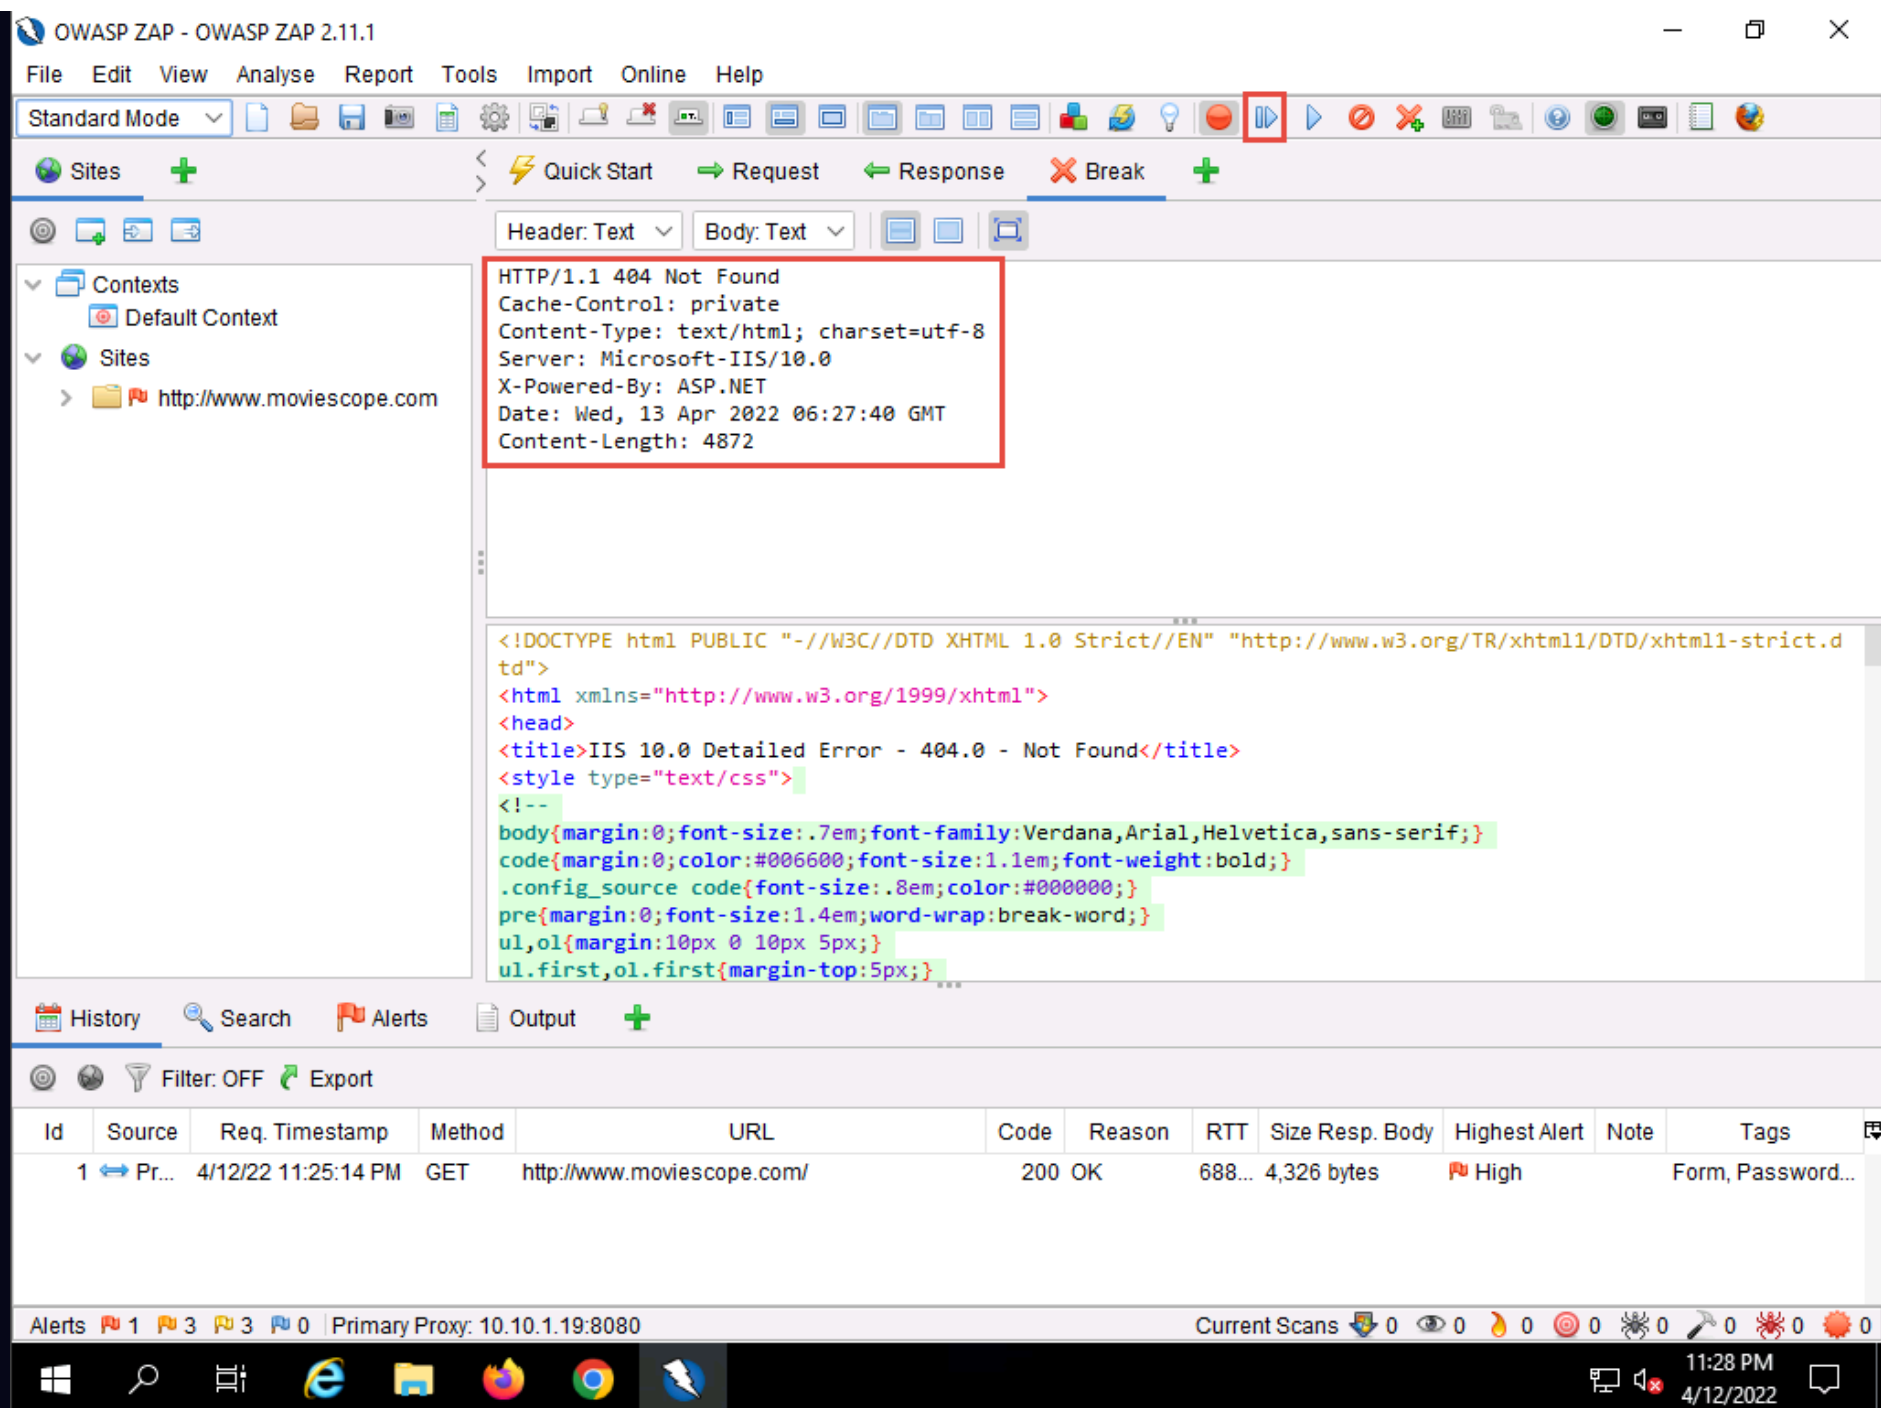 OWASP ZAP - OWASP ZAP 2.11.1
File Edit View Analyse Report Tools Import Online Help
Standard Mode
Sites
Quick Start Request Response Break
Header: Text Body: Text
Contexts
Default Context
Sites
http://www.moviescope.com
HTTP/1.1 404 Not Found
Cache-Control: private
Content-Type: text/html; charset=utf-8
Server: Microsoft-IIS/10.0
X-Powered-By: ASP.NET
Date: Wed, 13 Apr 2022 06:27:40 GMT
Content-Length: 4872
<!DOCTYPE html PUBLIC "-//W3C//DTD XHTML 1.0 Strict//EN" "http://www.w3.org/TR/xhtml1/DTD/xhtml1-strict.d
td">
<html xmlns="http://www.w3.org/1999/xhtml">
<head>
<title>IIS 10.0 Detailed Error - 404.0 - Not Found</title>
<style type="text/css">
<!--
body{margin:0;font-size:.7em;font-family:Verdana,Arial,Helvetica,sans-serif;}
code{margin:0;color:#006600;font-size:1.1em;font-weight:bold;}
.config_source code{font-size:.8em;color:#000000;}
pre{margin:0;font-size:1.4em;word-wrap:break-word;}
ul,ol{margin:10px 0 10px 5px;}
ul.first,ol.first{margin-top:5px;}
History Search Alerts Output
Filter: OFF Export
Id Source Req. Timestamp Method URL Code Reason RTT Size Resp. Body Highest Alert Note Tags
1 Pr... 4/12/22 11:25:14 PM GET http://www.moviescope.com/ 200 OK 688... 4,326 bytes High Form, Password...
Alerts 1 3 3 0 Primary Proxy: 10.10.1.19:8080 Current Scans 0 0 0 0 0 0 0 0
11:28 PM
4/12/2022